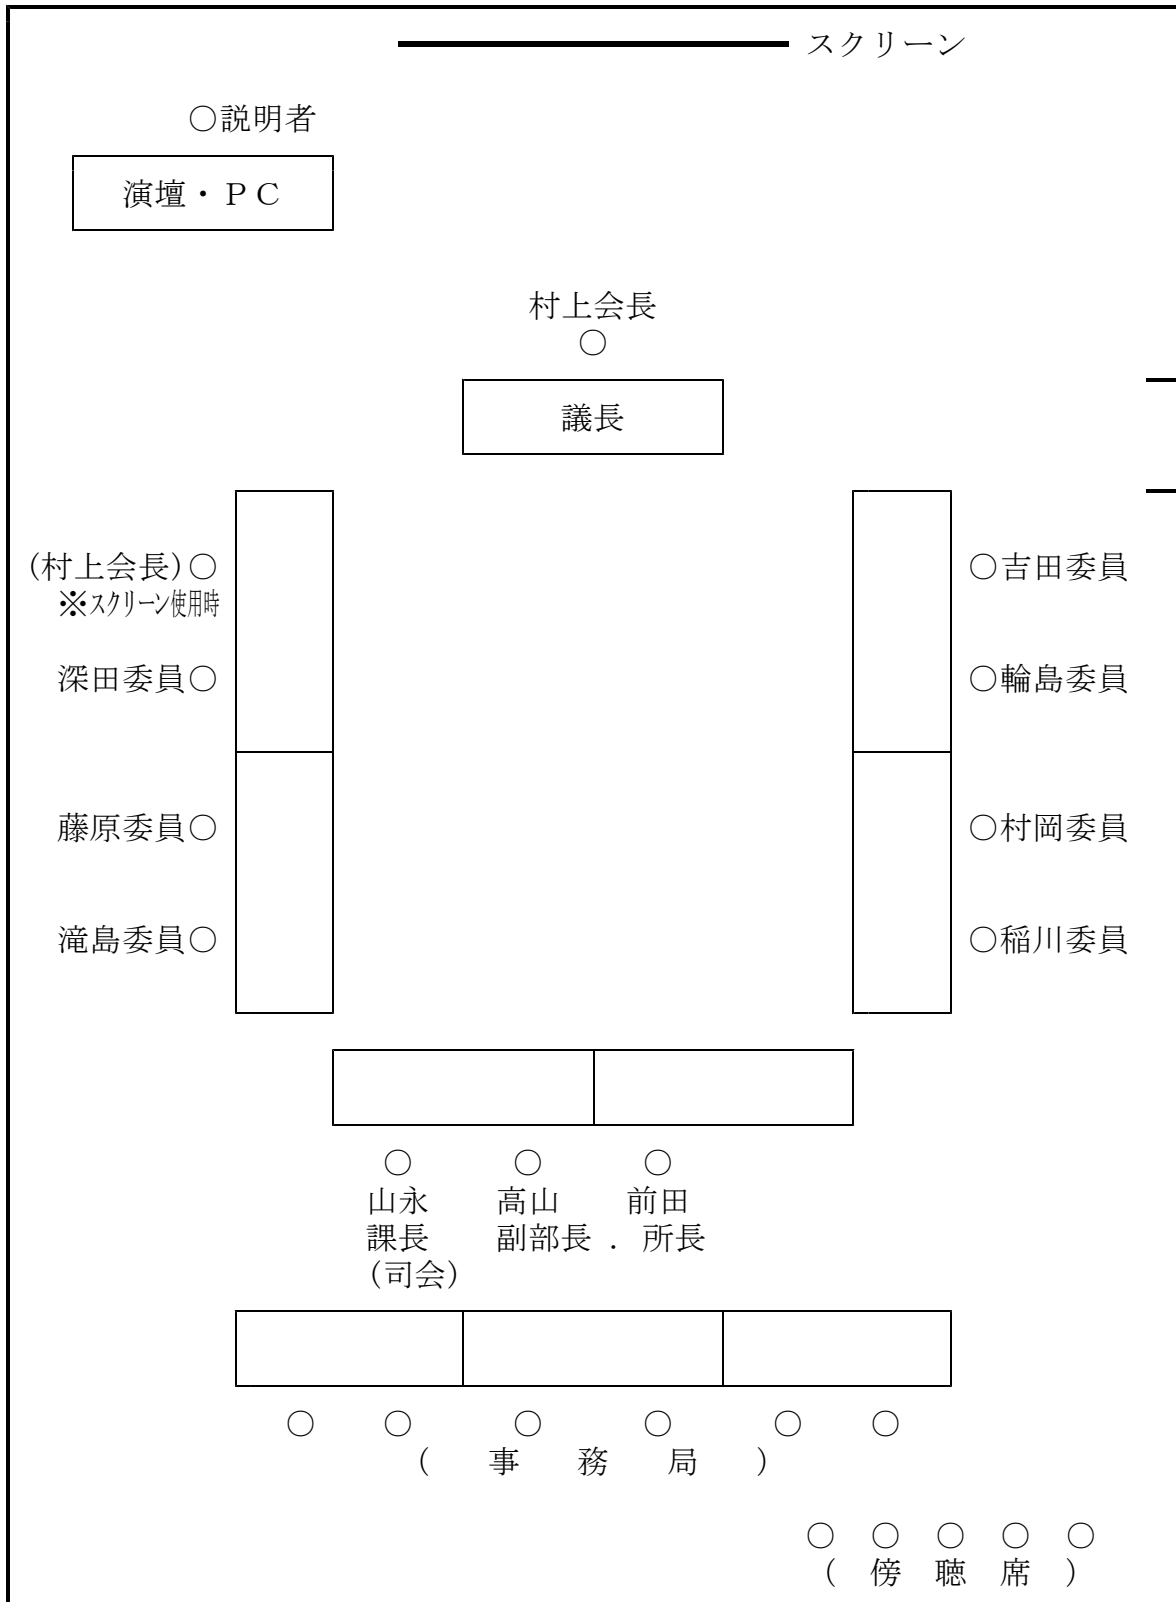 スクリーン
○説明者
演壇・ＰＣ
村上会長
○
議長
(村上会長)○
※スクリーン使用時
○吉田委員
深田委員○
○輪島委員
藤原委員○
○村岡委員
滝島委員○
○稲川委員
○ ○ ○
山永 高山 前田
課長 副部長 . 所長
(司会)
○ ○ ○ ○ ○ ○
( 事 務 局 )
○ ○ ○ ○ ○
( 傍 聴 席 )